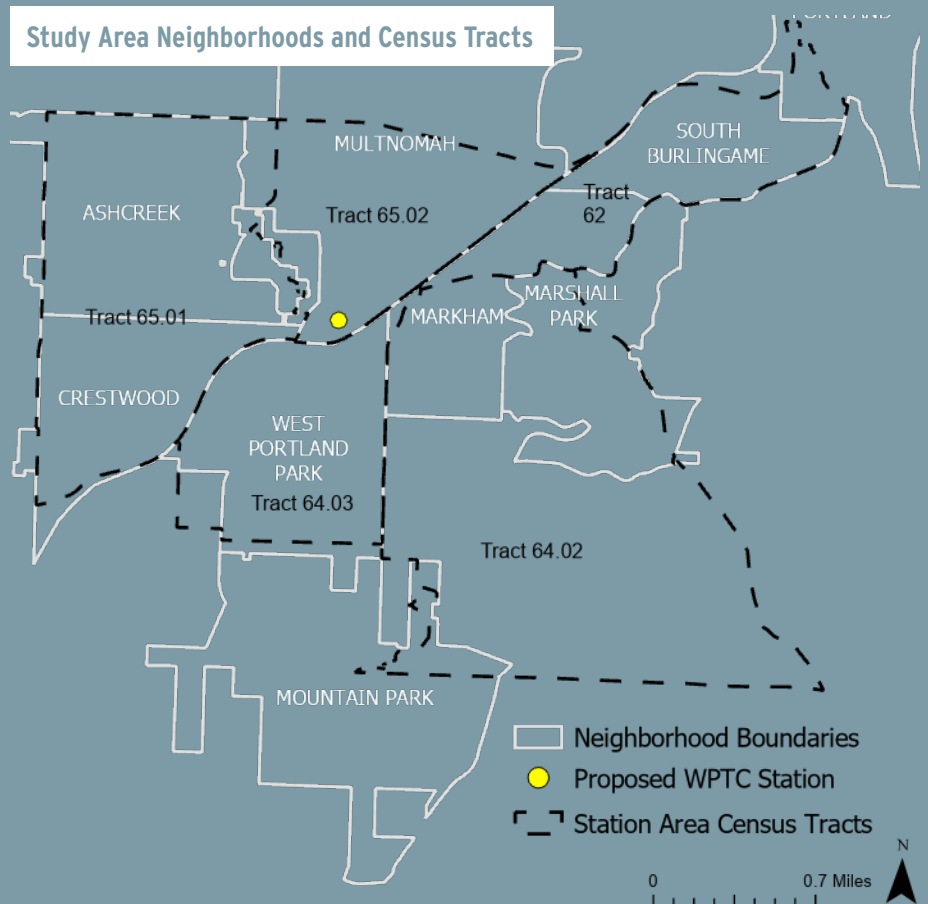 Study Area Neighborhoods and Census Tracts
PORTLAND
MULTNOMAH
SOUTH
BURLINGAME
ASHCREEK
Tract 65.02
Tract
62
MARSHALL
PARK
Tract 65.01
MARKHAM
CRESTWOOD
WEST
PORTLAND
PARK
Tract 64.03
Tract 64.02
MOUNTAIN PARK
Neighborhood Boundaries
Proposed WPTC Station
Station Area Census Tracts
N
0 0.7 Miles